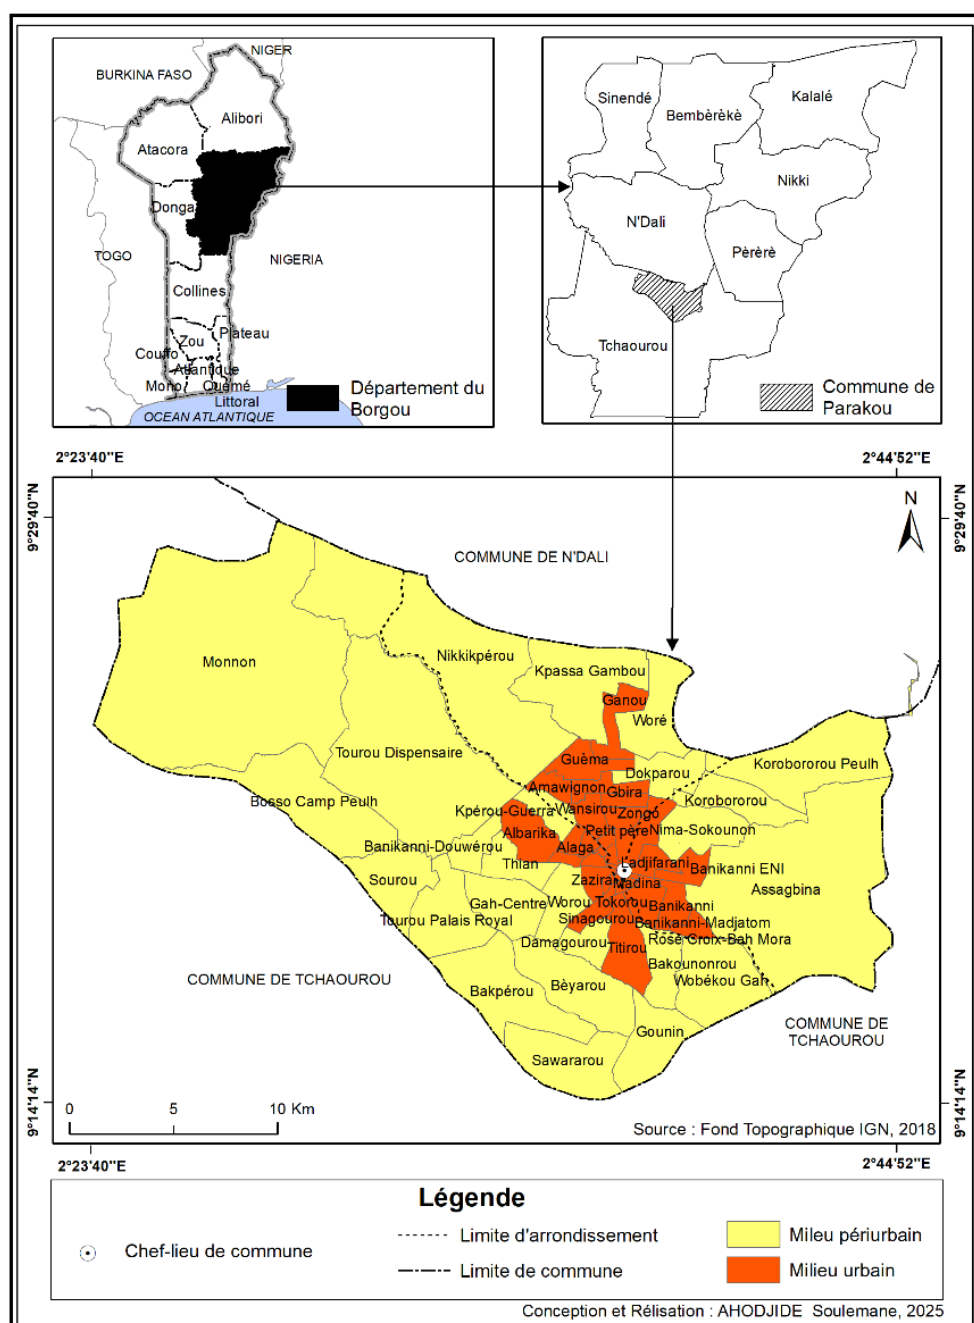 NIGER
BURKINA FASO
Alibori
Atacora
Donga
TOGO
NIGERIA
Collines
Plateau
Zou
Couffo
Atlantique
Mono
Ouémé
Littoral
OCEAN ATLANTIQUE
Département du
Borgou
Sinendé
Bembèrèkè
Kalalé
Nikki
N'Dali
Pèrèrè
Tchaourou
Commune de
Parakou
2°23'40"E
2°44'52"E
9°29'40"N
9°29'40"N
N
COMMUNE DE N'DALI
Monnon
Nikkikpérou
Kpassa Gambou
Ganou
Woré
Tourou Dispensaire
Guèma
Dokparou
Korobororou Peulh
Amawignon
Gbira
Korobororou
Bosso Camp Peulh
Kpérou-Guerra
Wansirou
Zongo
Albarika
Petit père
Nima-Sokounon
Banikanni-Douwérou
Alaga
Thian
Ladjifarani
Banikanni ENI
Sourou
Zazira
Madina
Assagbina
Gah-Centre
Worou
Tokorou
Banikanni
Tourou Palais Royal
Sinagourou
Banikanni-Madjatom
Damagourou
Titirou
Rose Croix-Bah Mora
Bakounonrou
COMMUNE DE TCHAOUROU
Bakpérou
Bèyarou
Wobékou Gah
Gounin
COMMUNE DE
TCHAOUROU
Sawararou
9°14'14"N
9°14'14"N
0 5 10 Km
Source : Fond Topographique IGN, 2018
2°23'40"E
2°44'52"E
Légende
Chef-lieu de commune
Limite d'arrondissement
Limite de commune
Mileu périurbain
Milieu urbain
Conception et Rélisation : AHODJIDE Soulemane, 2025